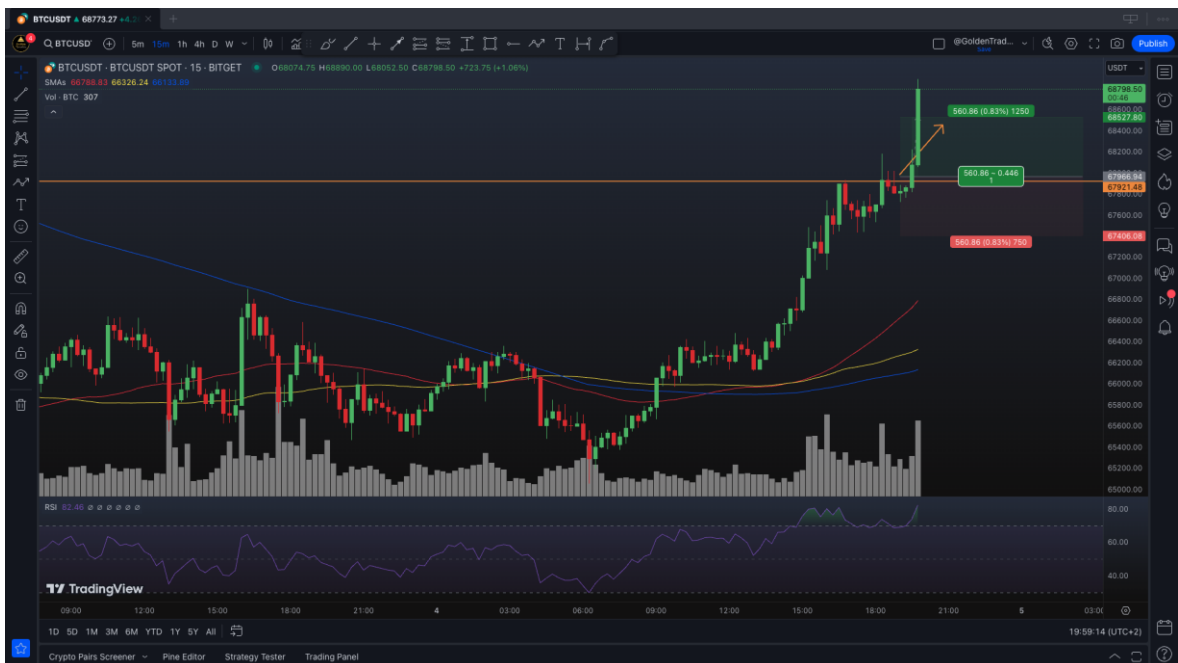 BTCUSDT ▲ 68773.27 +4.2
4
BTCUSD
5m 15m 1h 4h D W
@GoldenTrad...
Save
Publish
BTCUSDT · BTCUSDT SPOT · 15 · BITGET O68074.75 H68890.00 L68052.50 C68798.50 +723.75 (+1.06%)
USDT
SMAs 66788.83 66326.24 66133.89
Vol · BTC 307
68798.50
00:46
68600.00
560.86 (0.83%) 1250
68527.80
68400.00
68200.00
560.86 ~ 0.446
1
67966.94
67921.48
67800.00
67600.00
67406.08
560.86 (0.83%) 750
67200.00
67000.00
66800.00
66600.00
66400.00
66200.00
66000.00
65800.00
65600.00
65400.00
65200.00
65000.00
RSI 82.46 ø ø ø ø ø ø
80.00
60.00
40.00
TradingView
09:00 12:00 15:00 18:00 21:00 4 03:00 06:00 09:00 12:00 15:00 18:00 21:00 5 03:00
1D 5D 1M 3M 6M YTD 1Y 5Y All
19:59:14 (UTC+2)
Crypto Pairs Screener Pine Editor Strategy Tester Trading Panel